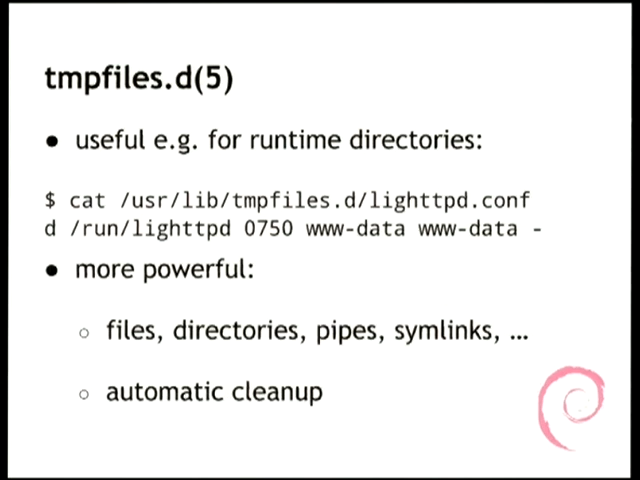 tmpfiles.d(5)
● useful e.g. for runtime directories:
$ cat /usr/lib/tmpfiles.d/lighttpd.conf
d /run/lighttpd 0750 www-data www-data -
● more powerful:
○ files, directories, pipes, symlinks, ...
○ automatic cleanup